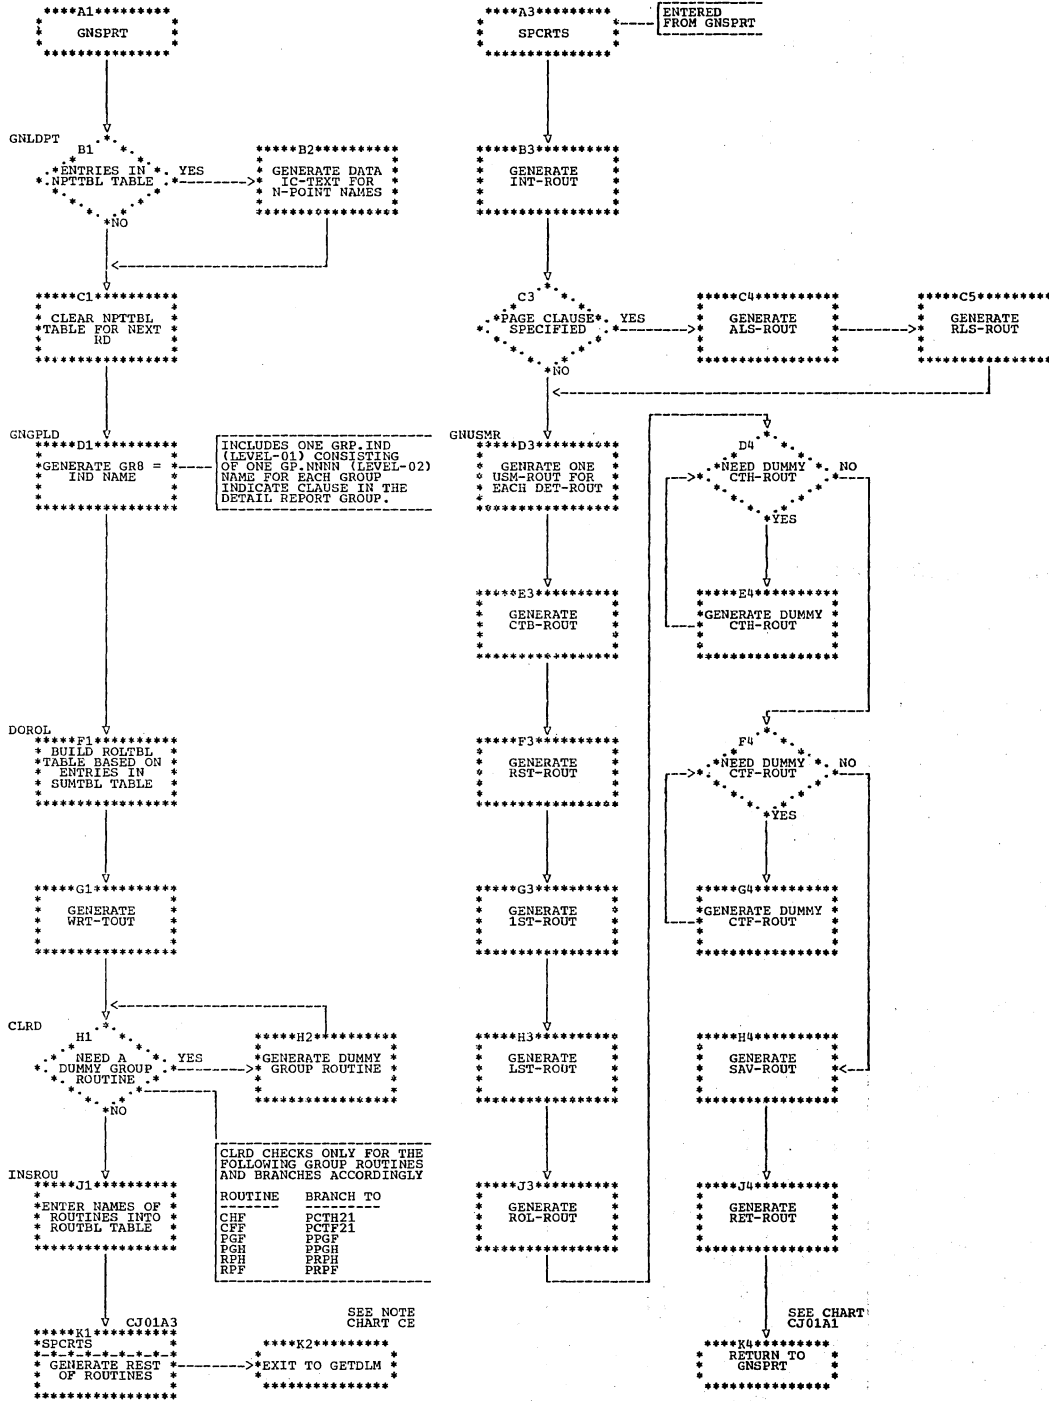 A1
GNSPRT
GNLDPT
B1
ENTRIES IN
NPTTBL TABLE
YES
NO
B2
GENERATE DATA
IC-TEXT FOR
N-POINT NAMES
C1
CLEAR NPTTBL
TABLE FOR NEXT
RD
GNGPLD
D1
GENERATE GR8 =
IND NAME
INCLUDES ONE GRP.IND
(LEVEL-01) CONSISTING
OF ONE GP.NNNN (LEVEL-02)
NAME FOR EACH GROUP
INDICATE CLAUSE IN THE
DETAIL REPORT GROUP.
DOROL
F1
BUILD ROLTBL
TABLE BASED ON
ENTRIES IN
SUMTBL TABLE
G1
GENERATE
WRT-TOUT
CLRD
H1
NEED A
DUMMY GROUP
ROUTINE
YES
NO
H2
GENERATE DUMMY
GROUP ROUTINE
CLRD CHECKS ONLY FOR THE
FOLLOWING GROUP ROUTINES
AND BRANCHES ACCORDINGLY
ROUTINE BRANCH TO
CHF PCTH21
CFF PCTF21
PGF PPGF
PGH PPGH
RPH PRPH
RPF PRPF
INSROU
J1
ENTER NAMES OF
ROUTINES INTO
ROUTBL TABLE
CJ01A3
K1
SPCRTS
GENERATE REST
OF ROUTINES
SEE NOTE
CHART CE
K2
EXIT TO GETDLM
A3
SPCRTS
ENTERED
FROM GNSPRT
B3
GENERATE
INT-ROUT
C3
PAGE CLAUSE
SPECIFIED
YES
NO
C4
GENERATE
ALS-ROUT
C5
GENERATE
RLS-ROUT
GNUSMR
D3
GENRATE ONE
USM-ROUT FOR
EACH DET-ROUT
E3
GENERATE
CTB-ROUT
F3
GENERATE
RST-ROUT
G3
GENERATE
1ST-ROUT
H3
GENERATE
LST-ROUT
J3
GENERATE
ROL-ROUT
D4
NEED DUMMY
CTH-ROUT
NO
YES
E4
GENERATE DUMMY
CTH-ROUT
F4
NEED DUMMY
CTF-ROUT
NO
YES
G4
GENERATE DUMMY
CTF-ROUT
H4
GENERATE
SAV-ROUT
J4
GENERATE
RET-ROUT
SEE CHART
CJ01A1
K4
RETURN TO
GNSPRT